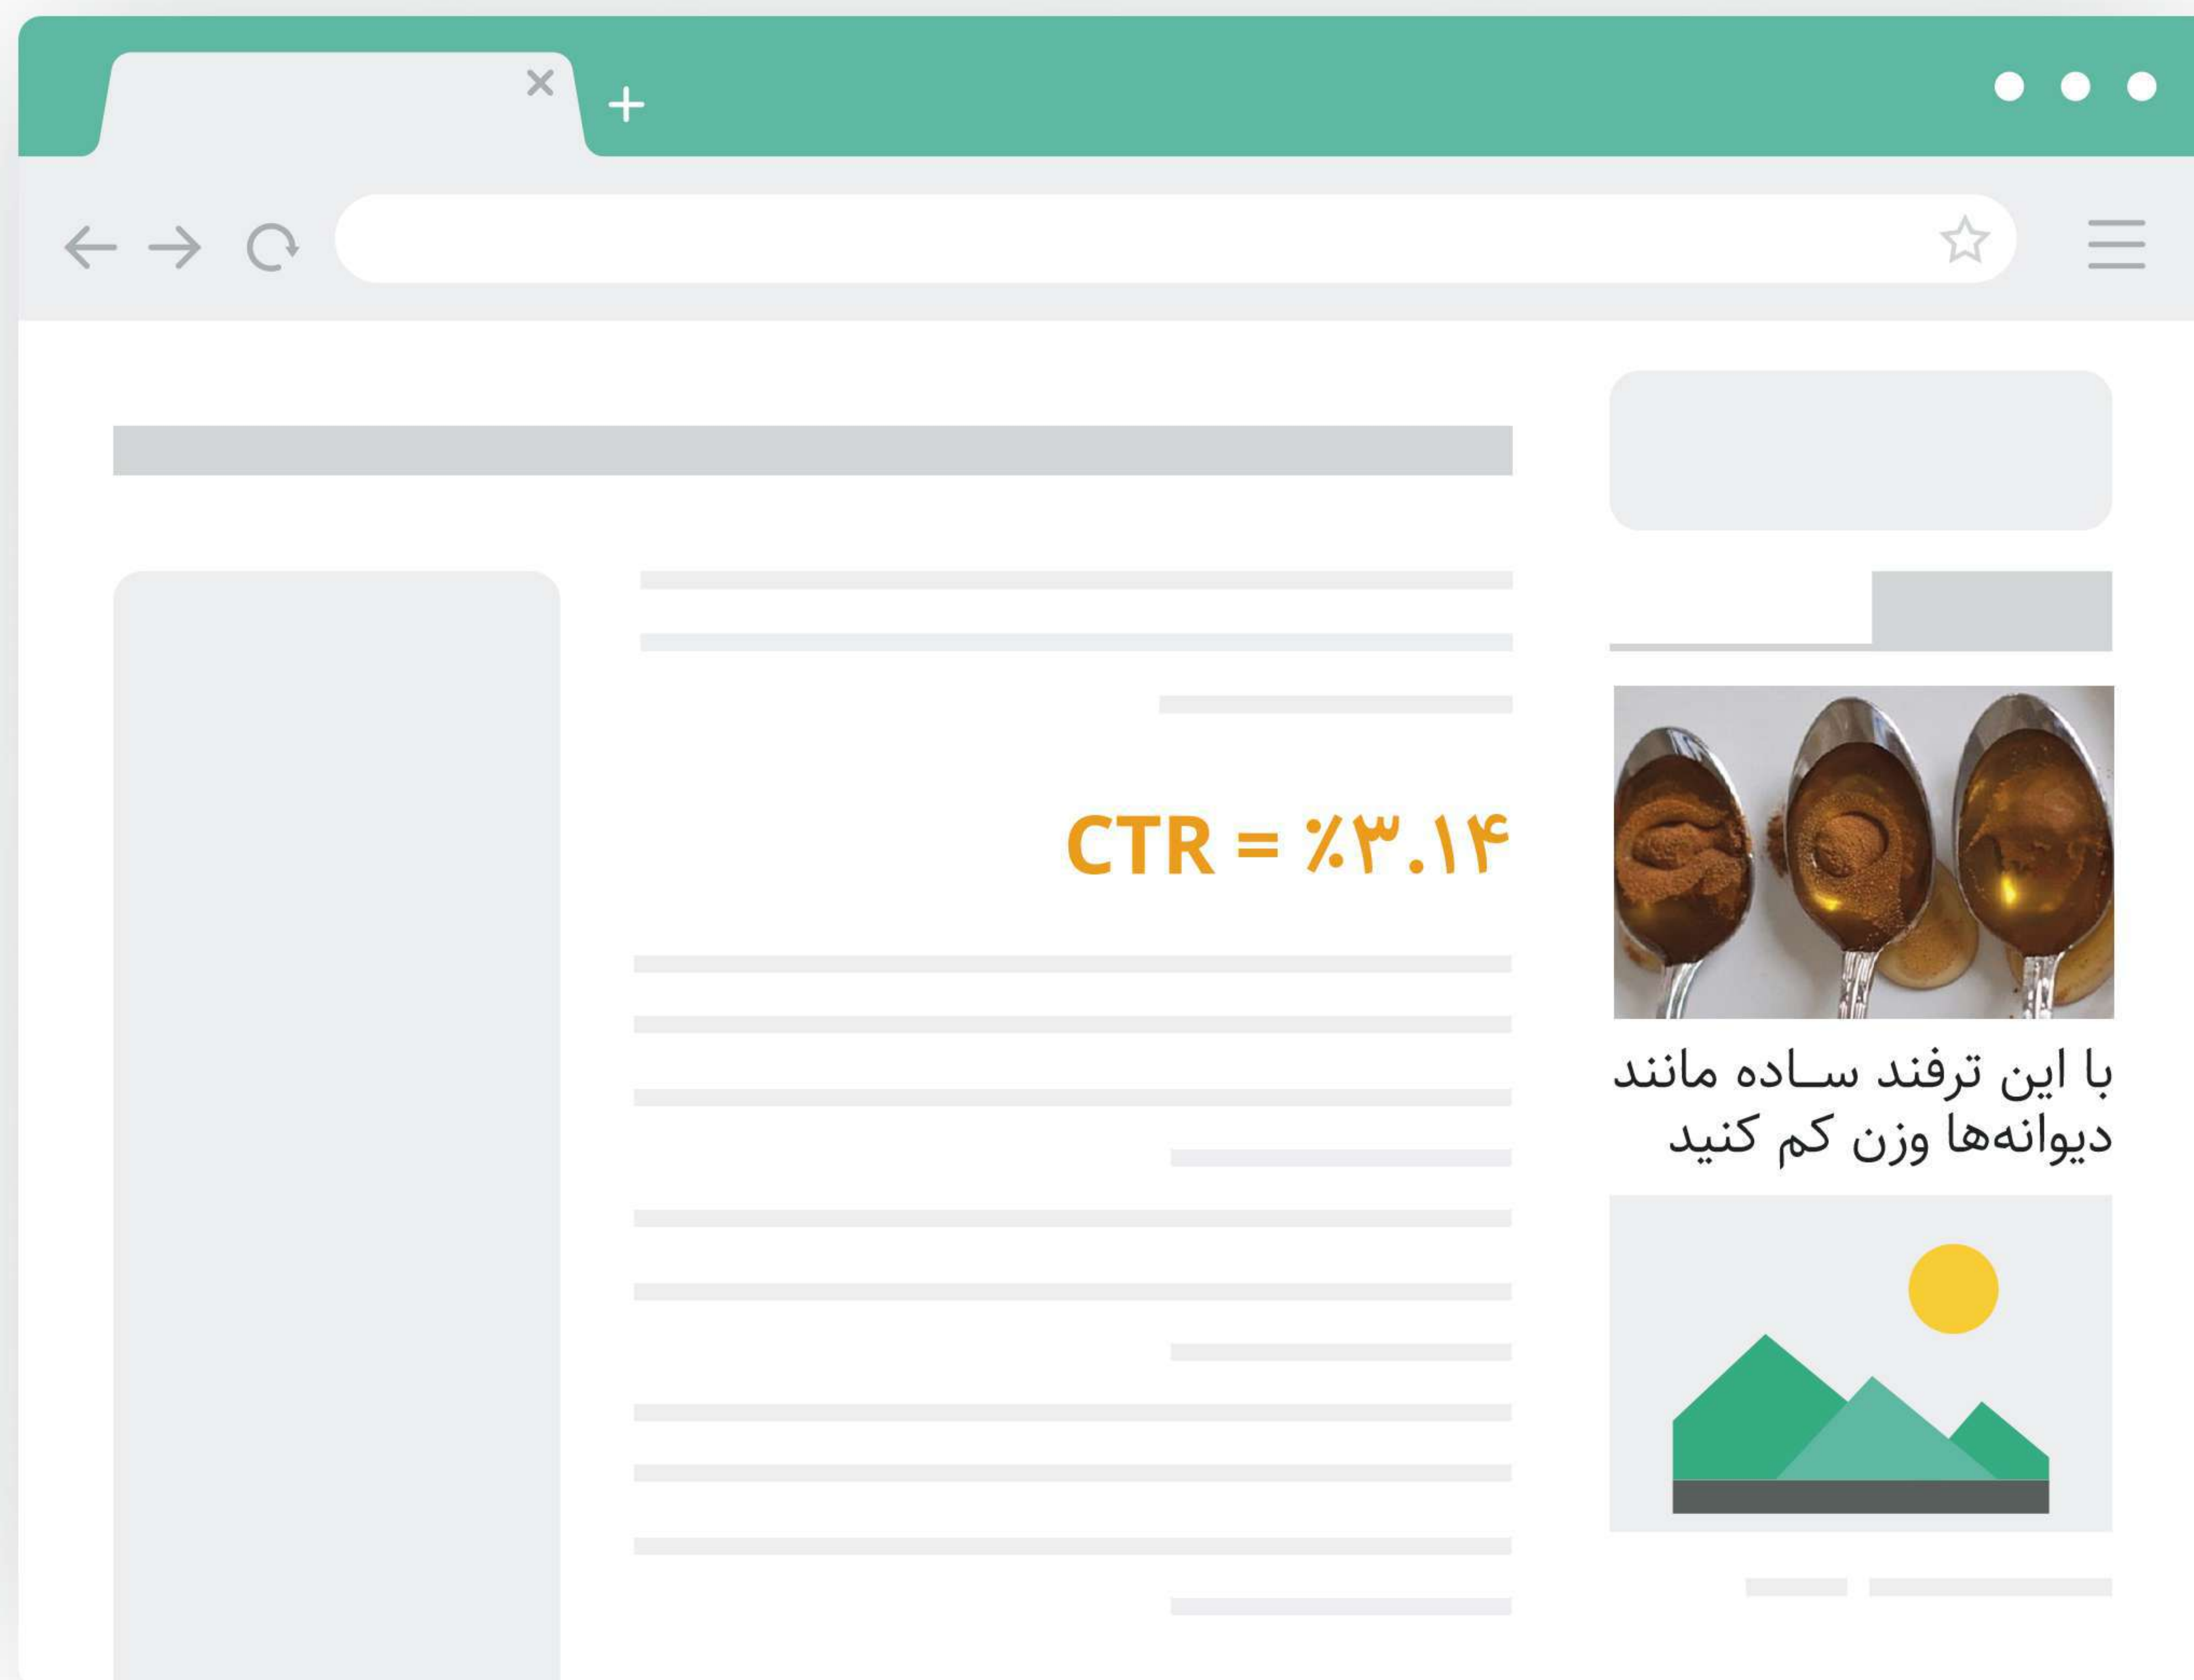 CTR = ٪۳.۱۴
با این ترفند ساده مانند
دیوانه‌ها وزن کم کنید